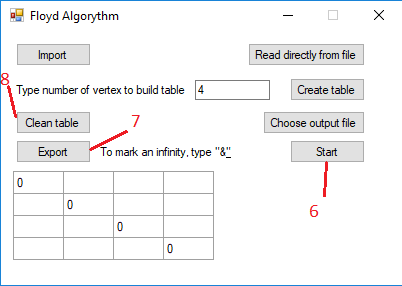 Floyd Algorythm
Import
Read directly from file
8
Type number of vertex to build table
4
Create table
Clean table
7
Choose output file
Export
To mark an infinity, type "&"_
Start
0
0
6
0
0